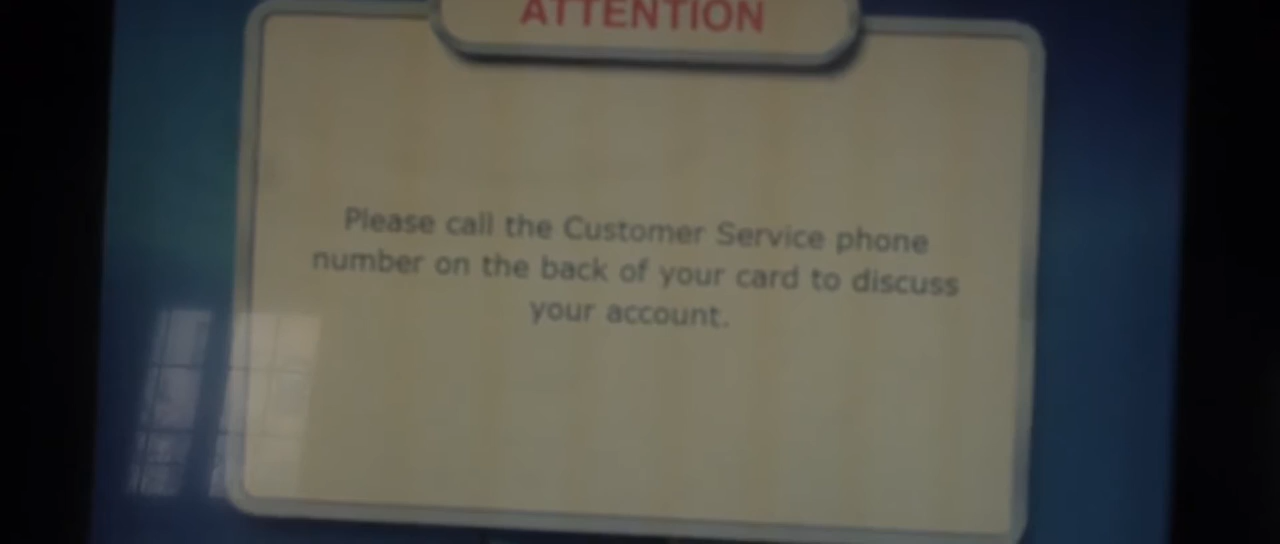 ATTENTION
Please call the Customer Service phone
number on the back of your card to discuss
your account.